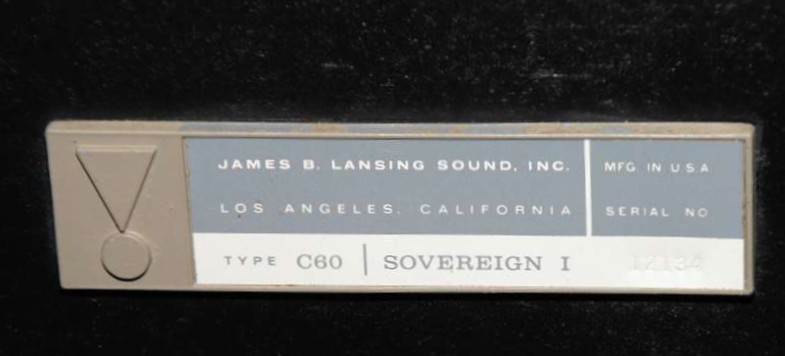 JAMES B. LANSING SOUND, INC.
LOS ANGELES, CALIFORNIA
MFG IN U.S.A
SERIAL NO
TYPE C60 | SOVEREIGN I